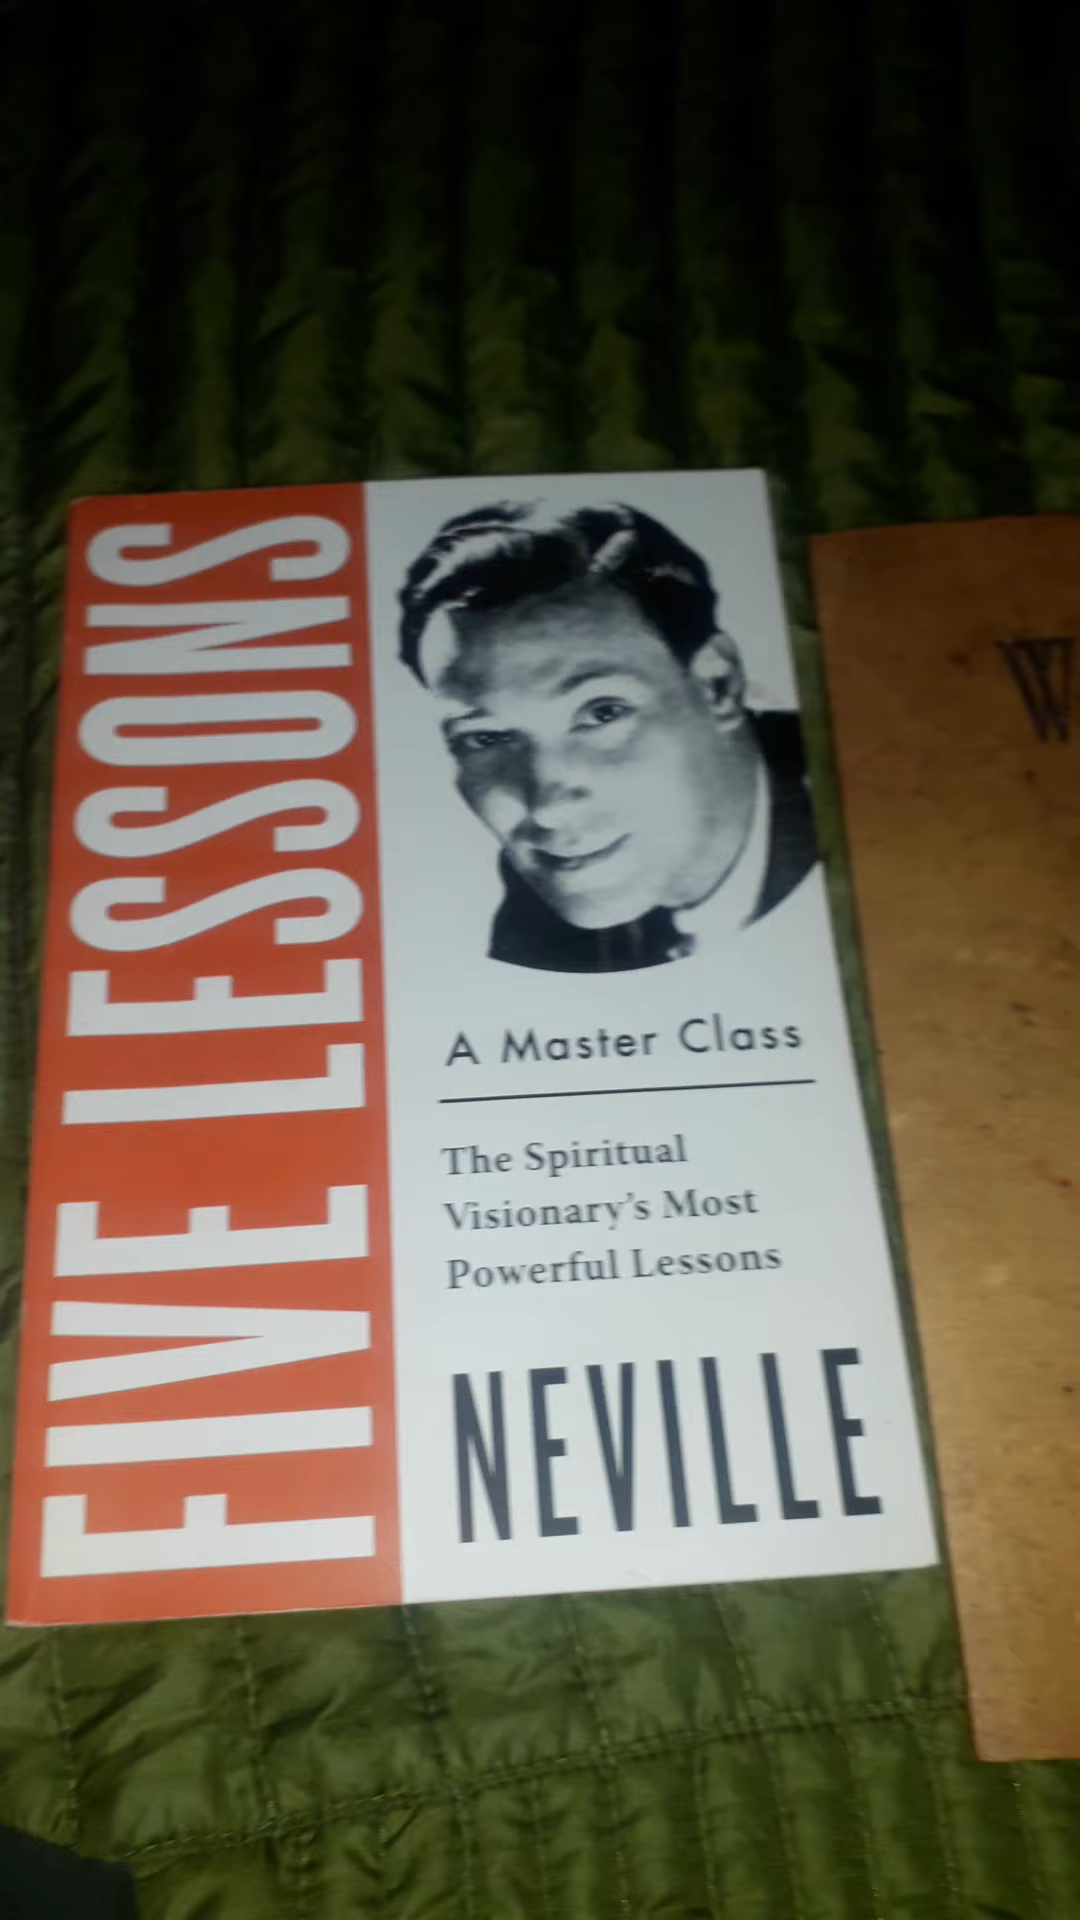 FIVE LESSONS
A Master Class
The Spiritual
Visionary's Most
Powerful Lessons
NEVILLE
W